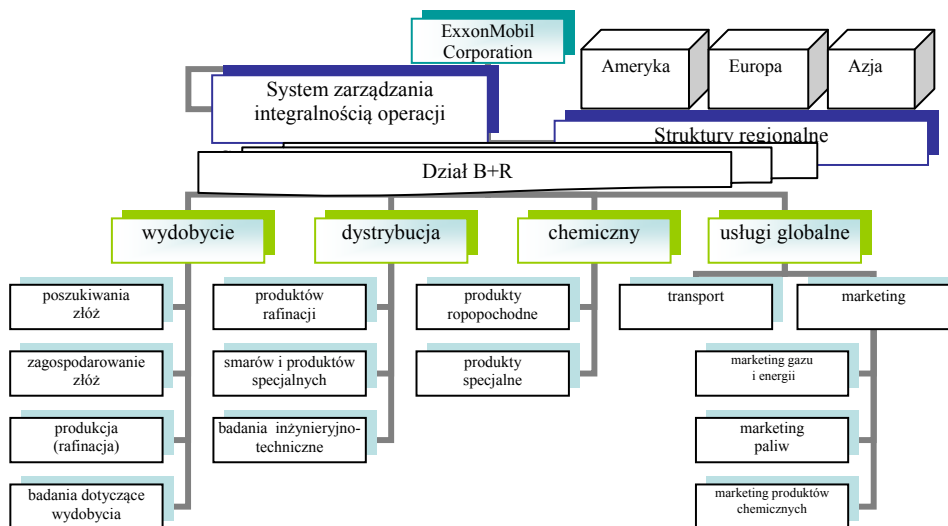 ExxonMobil
Corporation
Ameryka
Europa
Azja
System zarządzania
integralnością operacji
Struktury regionalne
Dział B+R
wydobycie
dystrybucja
chemiczny
usługi globalne
poszukiwania
złóż
produktów
rafinacji
produkty
ropopochodne
transport
marketing
zagospodarowanie
złóż
smarów i produktów
specjalnych
produkty
specjalne
marketing gazu
i energii
produkcja
(rafinacja)
badania inżynieryjno-
techniczne
marketing
paliw
badania dotyczące
wydobycia
marketing produktów
chemicznych